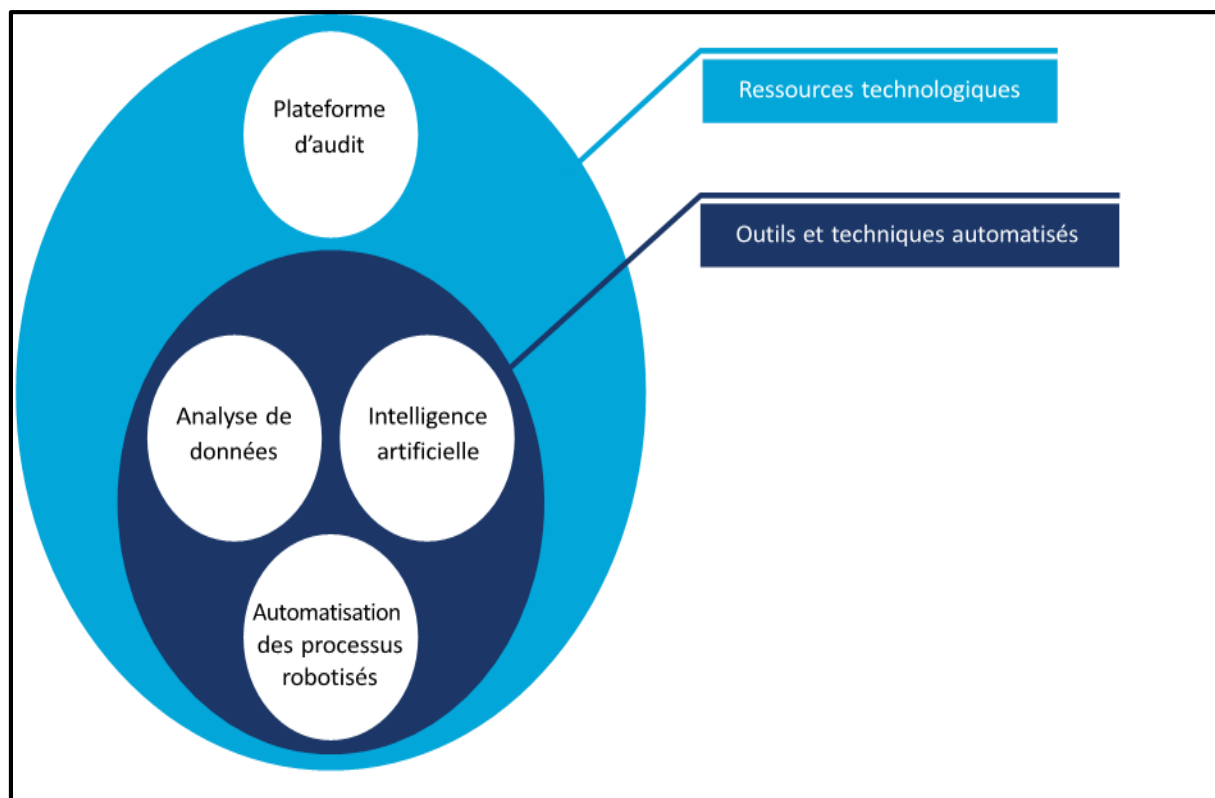 Plateforme
d’audit
Ressources technologiques
Outils et techniques automatisés
Analyse de
données
Intelligence
artificielle
Automatisation
des processus
robotisés